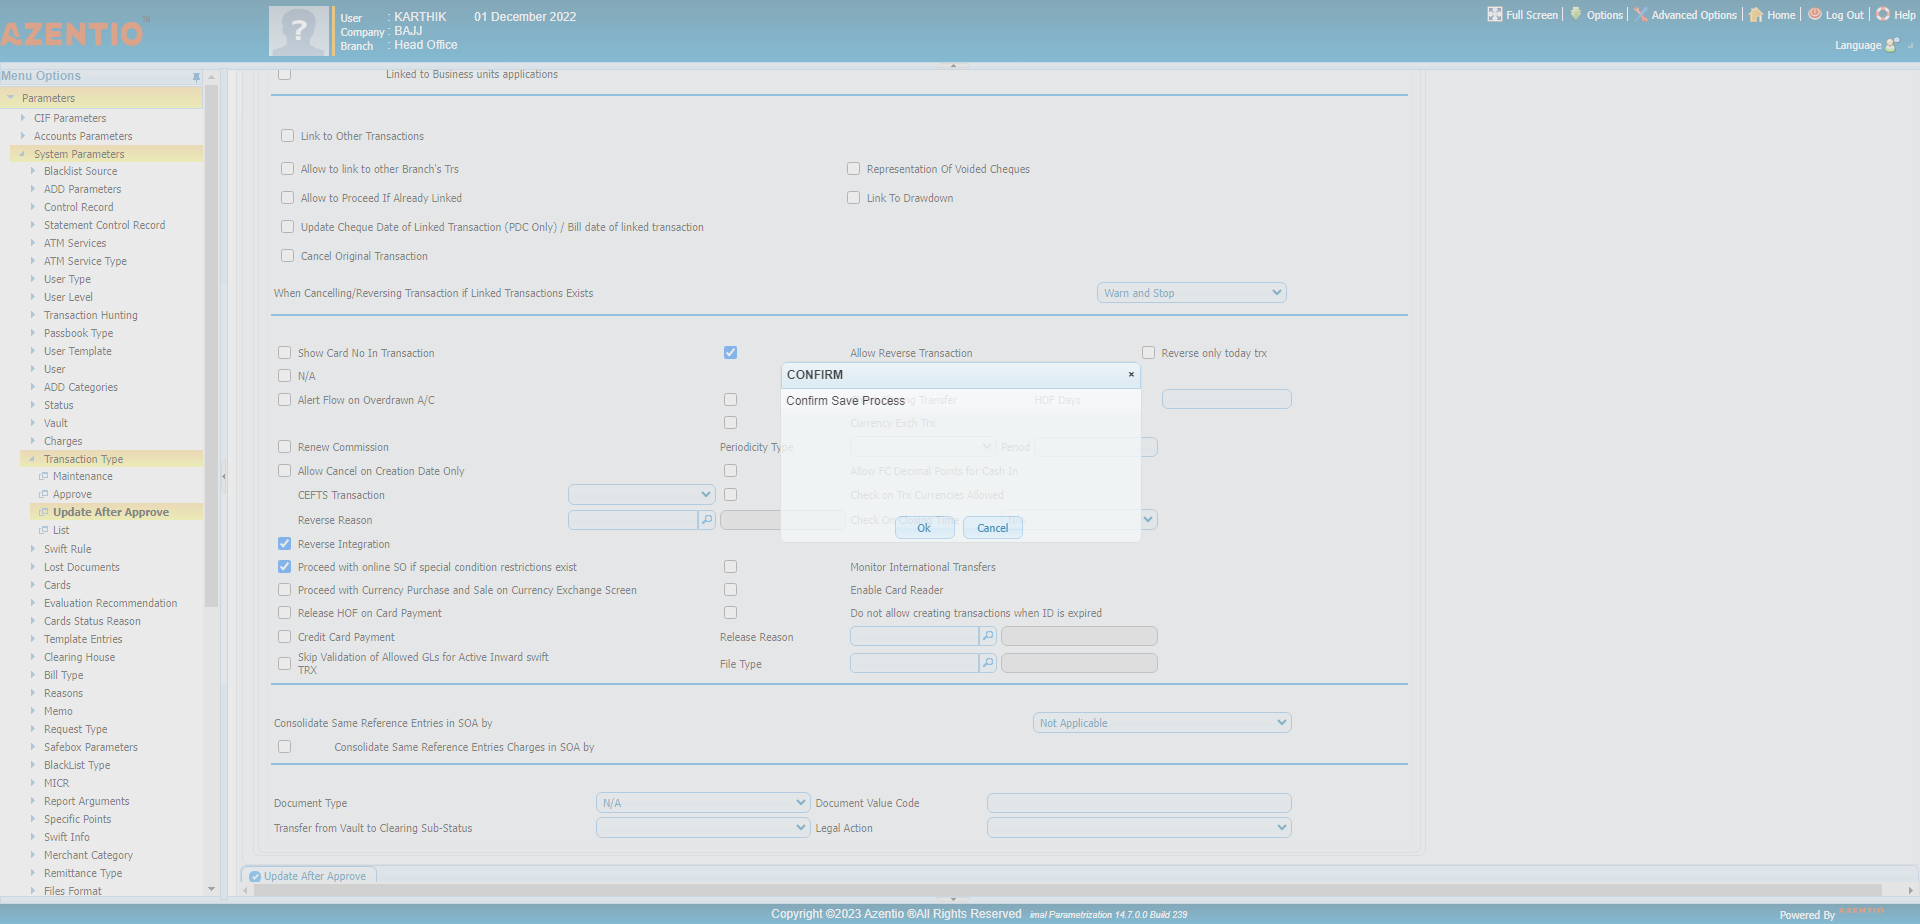 AZENTIO™
User : KARTHIK 01 December 2022
Company : BAJJ
Branch : Head Office
Full Screen Options Advanced Options Home Log Out Help
Language
Menu Options
Parameters
CIF Parameters
Accounts Parameters
System Parameters
Blacklist Source
ADD Parameters
Control Record
Statement Control Record
ATM Services
ATM Service Type
User Type
User Level
Transaction Hunting
Passbook Type
User Template
User
ADD Categories
Status
Vault
Charges
Transaction Type
Maintenance
Approve
Update After Approve
List
Swift Rule
Lost Documents
Cards
Evaluation Recommendation
Cards Status Reason
Template Entries
Clearing House
Bill Type
Reasons
Memo
Request Type
Safebox Parameters
BlackList Type
MICR
Report Arguments
Specific Points
Swift Info
Merchant Category
Remittance Type
Files Format
Linked to Business units applications
Link to Other Transactions
Allow to link to other Branch's Trs Representation Of Voided Cheques
Allow to Proceed If Already Linked Link To Drawdown
Update Cheque Date of Linked Transaction (PDC Only) / Bill date of linked transaction
Cancel Original Transaction
When Cancelling/Reversing Transaction if Linked Transactions Exists Warn and Stop
Show Card No In Transaction Allow Reverse Transaction Reverse only today trx
N/A
Alert Flow on Overdrawn A/C Transfer HOF Days
Currency Exch Trx
Renew Commission Periodicity Type Period
Allow Cancel on Creation Date Only Allow FC Decimal Points for Cash In
CEFTS Transaction Check on Trx Currencies Allowed
Reverse Reason Check On Closing Time N/A
Reverse Integration
Proceed with online SO if special condition restrictions exist Monitor International Transfers
Proceed with Currency Purchase and Sale on Currency Exchange Screen Enable Card Reader
Release HOF on Card Payment Do not allow creating transactions when ID is expired
Credit Card Payment Release Reason
Skip Validation of Allowed GLs for Active Inward swift
TRX File Type
Consolidate Same Reference Entries in SOA by Not Applicable
Consolidate Same Reference Entries Charges in SOA by
Document Type N/A Document Value Code
Transfer from Vault to Clearing Sub-Status Legal Action
CONFIRM ×
Confirm Save Process
Ok Cancel
Update After Approve
Copyright ©2023 Azentio ®All Rights Reserved imal Parametrization 14.7.0.0 Build 239
Powered By AZENTIO